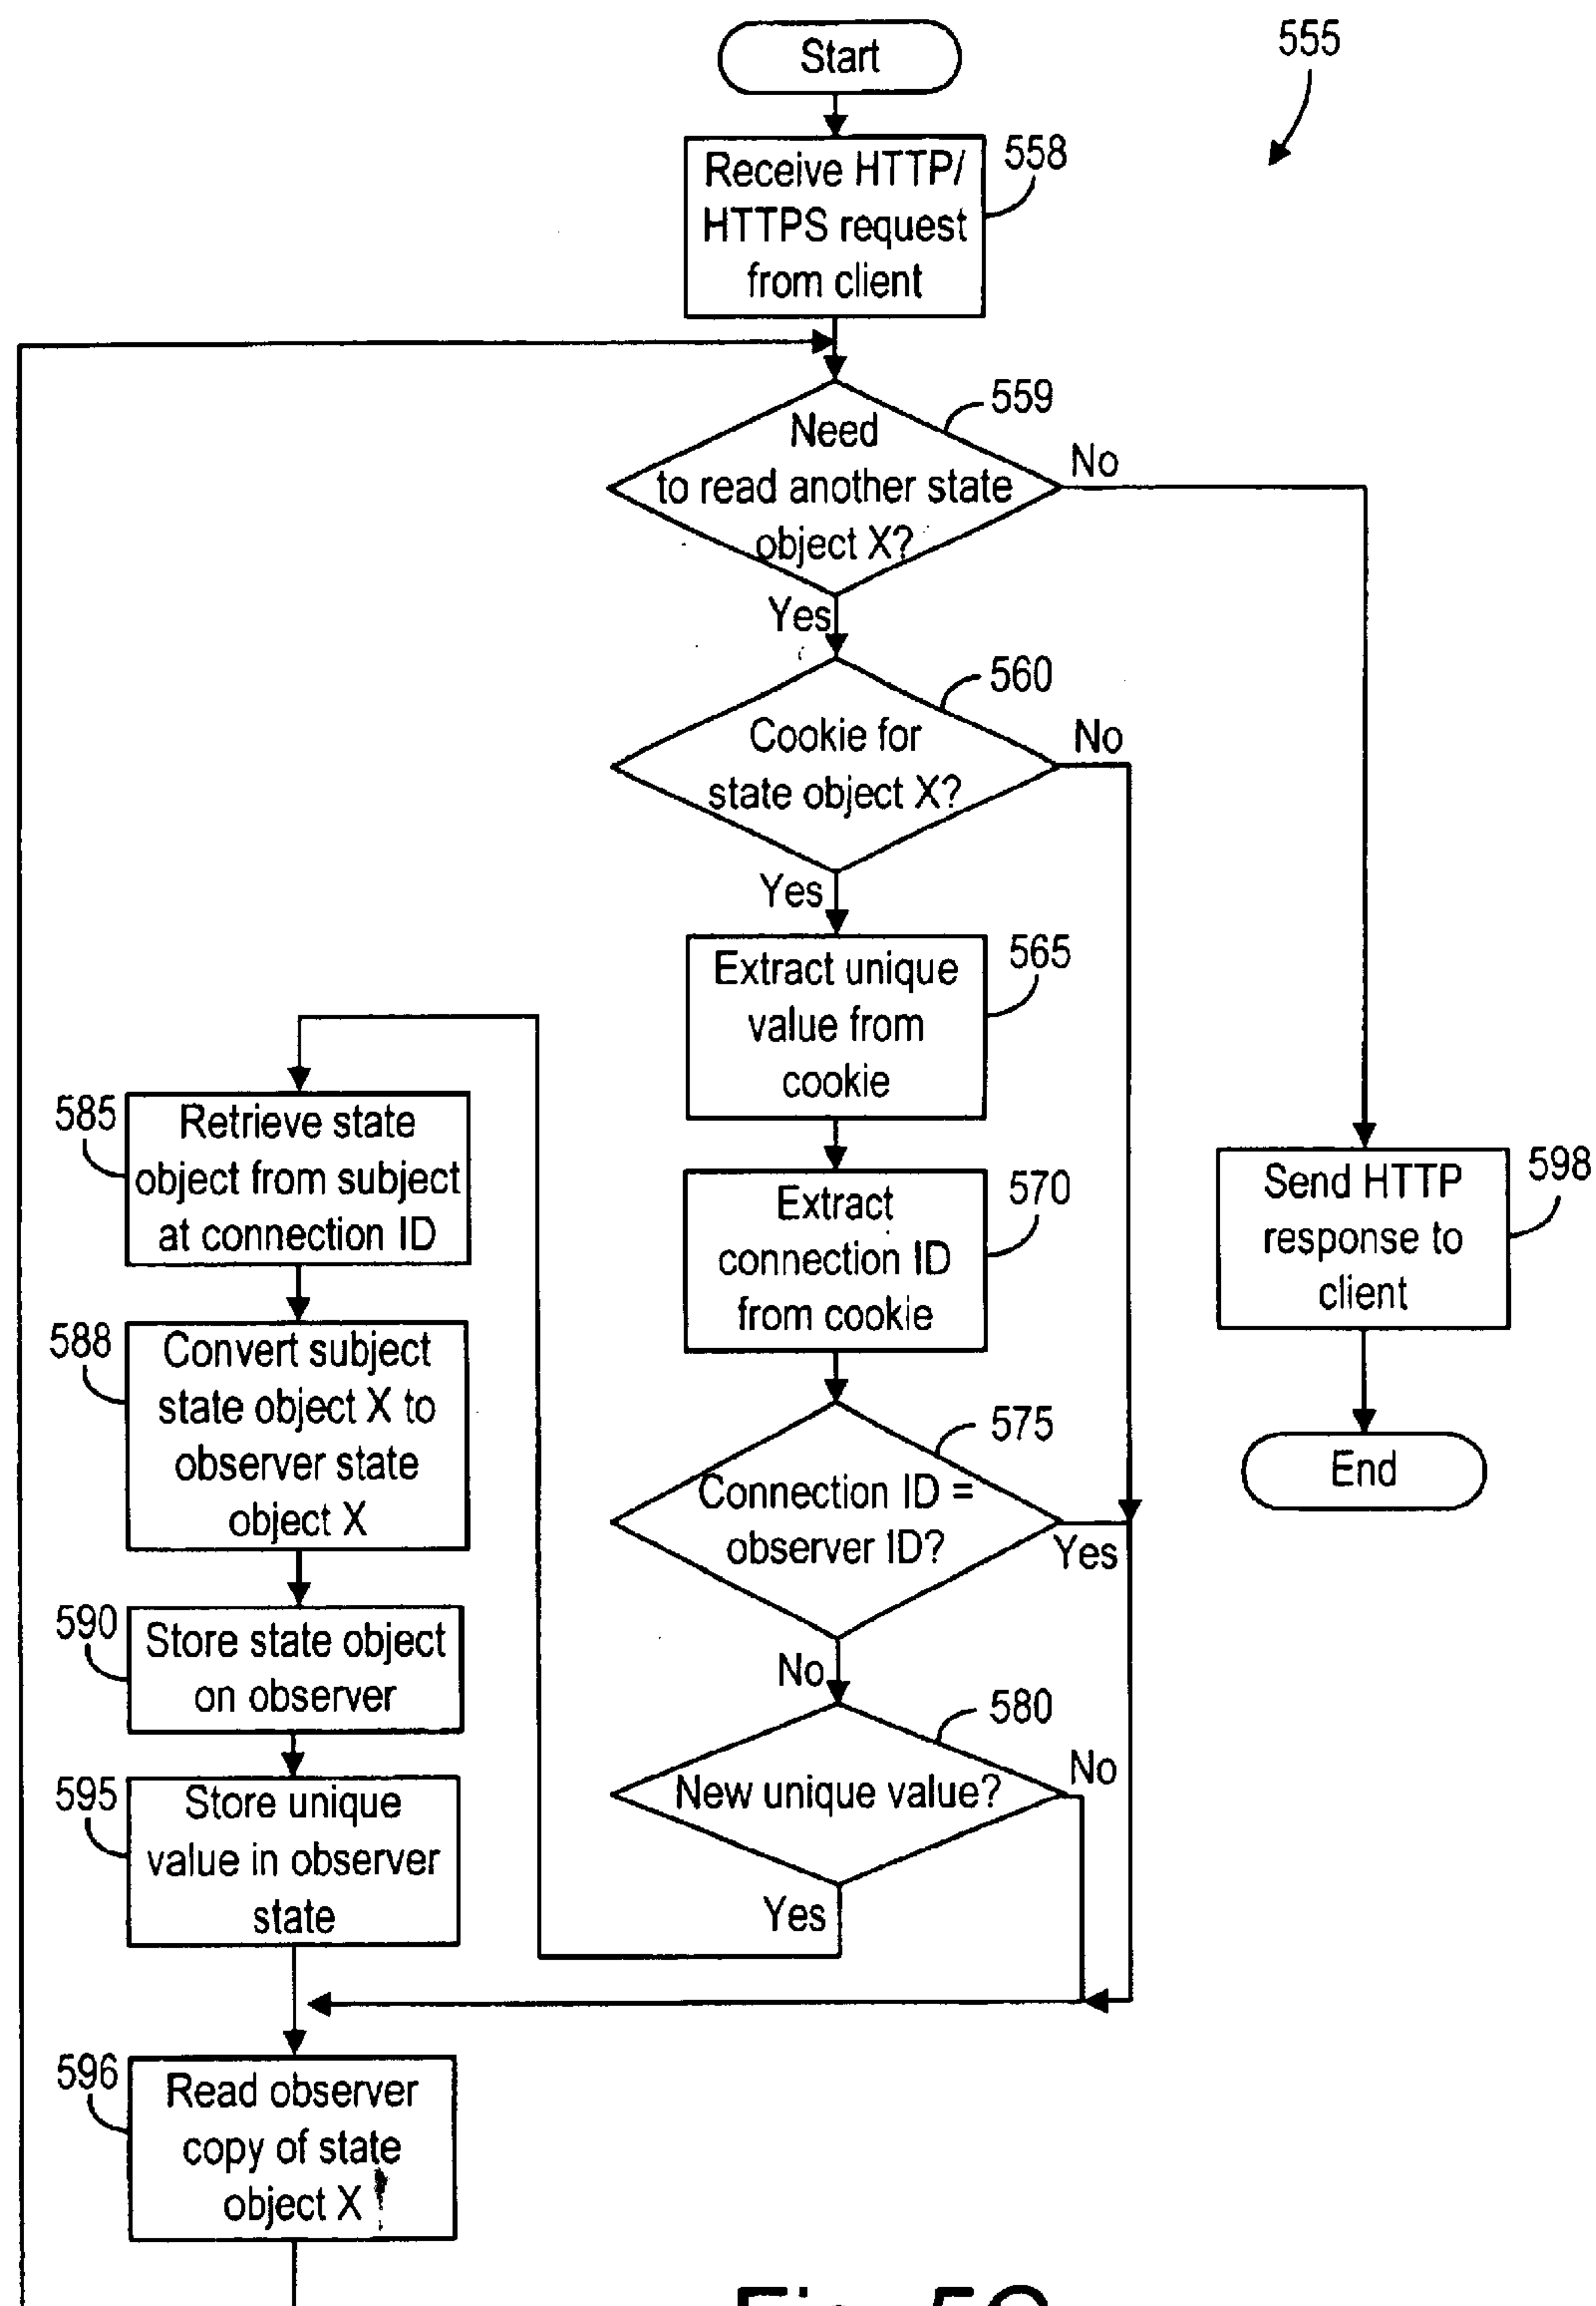 Start
555
Receive HTTP/
HTTPS request
from client
558
Need
to read another state
object X?
559
No
Yes
Cookie for
state object X?
560
No
Yes
Extract unique
value from
cookie
565
Extract
connection ID
from cookie
570
Connection ID =
observer ID?
575
Yes
No
New unique value?
580
No
Yes
585
Retrieve state
object from subject
at connection ID
588
Convert subject
state object X to
observer state
object X
590
Store state object
on observer
595
Store unique
value in observer
state
596
Read observer
copy of state
object X
Send HTTP
response to
client
598
End